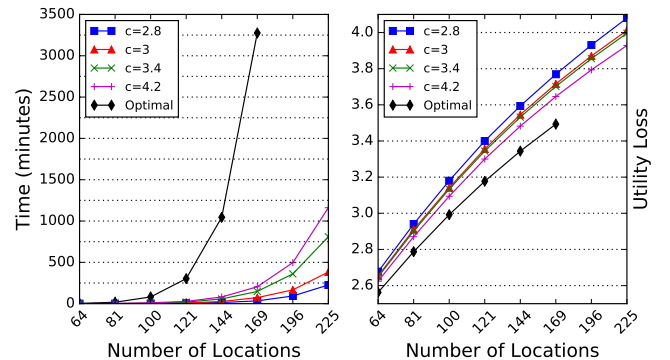 3500
3000
2500
2000
1500
1000
500
0
Time (minutes)
c=2.8
c=3
c=3.4
c=4.2
Optimal
64 81 100 121 144 169 196 225
Number of Locations
c=2.8
c=3
c=3.4
c=4.2
Optimal
4.0
3.8
3.6
3.4
3.2
3.0
2.8
2.6
Utility Loss
64 81 100 121 144 169 196 225
Number of Locations